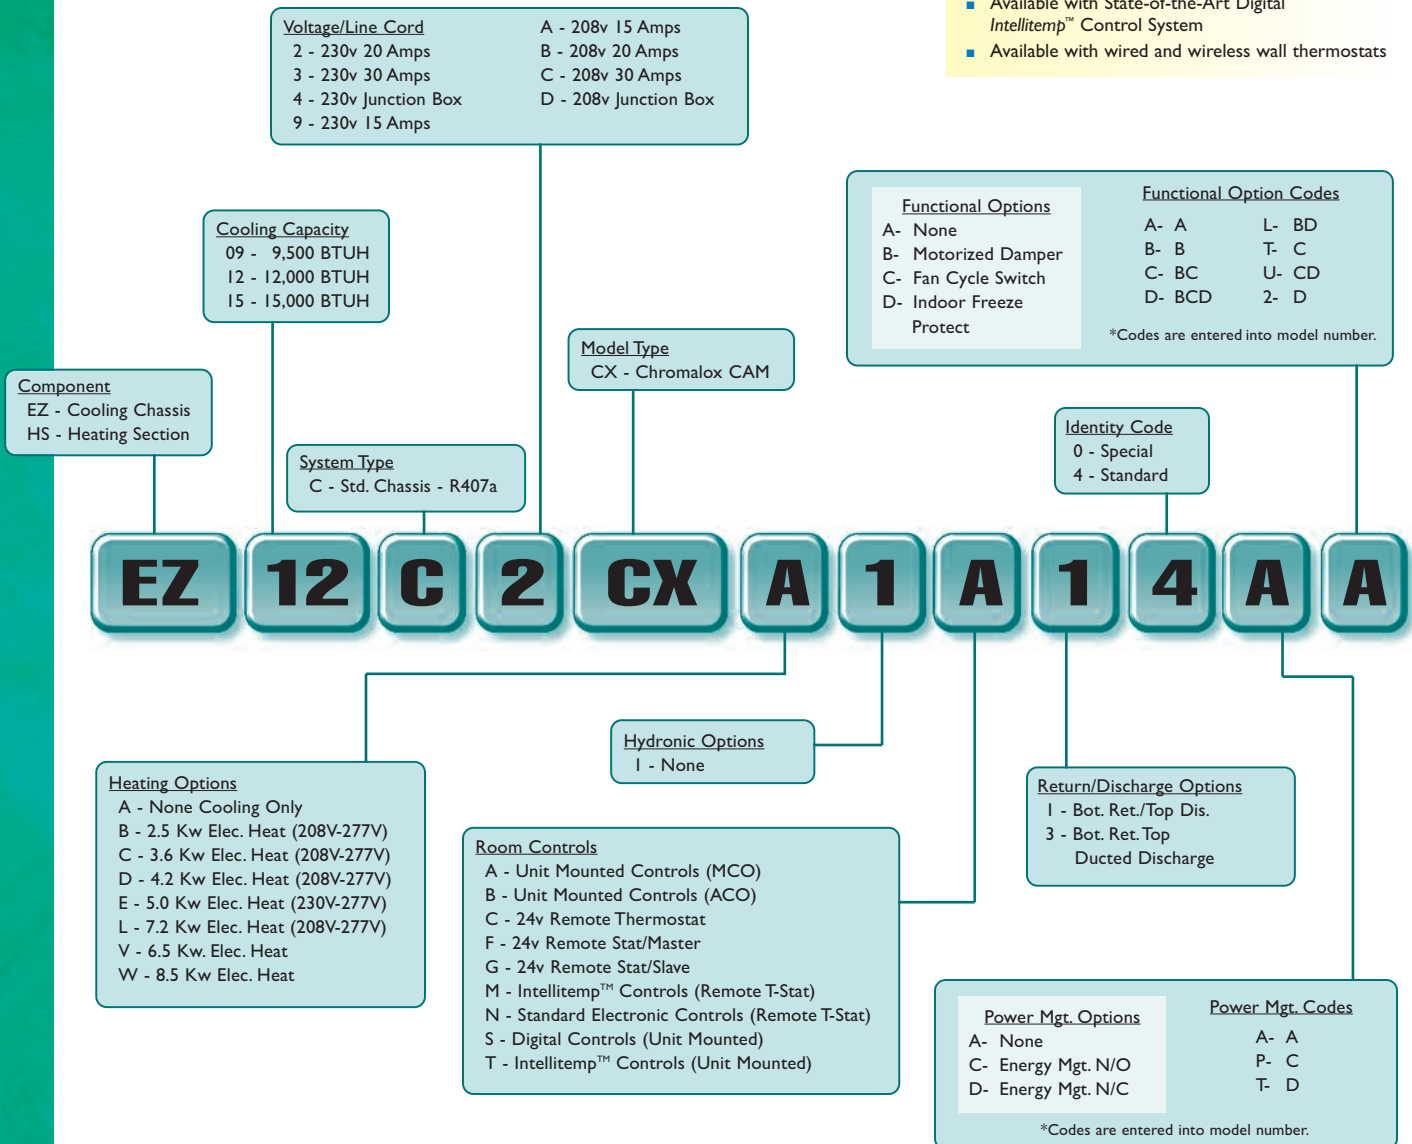 Available with State-of-the-Art Digital
Intellitemp™ Control System
Available with wired and wireless wall thermostats
Voltage/Line Cord
2 - 230v 20 Amps
3 - 230v 30 Amps
4 - 230v Junction Box
9 - 230v 15 Amps
A - 208v 15 Amps
B - 208v 20 Amps
C - 208v 30 Amps
D - 208v Junction Box
Functional Options
A- None
B- Motorized Damper
C- Fan Cycle Switch
D- Indoor Freeze
Protect
Functional Option Codes
A- A
B- B
C- BC
D- BCD
L- BD
T- C
U- CD
2- D
*Codes are entered into model number.
Cooling Capacity
09 - 9,500 BTUH
12 - 12,000 BTUH
15 - 15,000 BTUH
Model Type
CX - Chromalox CAM
Component
EZ - Cooling Chassis
HS - Heating Section
System Type
C - Std. Chassis - R407a
Identity Code
0 - Special
4 - Standard
EZ 12 C 2 CX A 1 A 1 4 A A
Hydronic Options
1 - None
Heating Options
A - None Cooling Only
B - 2.5 Kw Elec. Heat (208V-277V)
C - 3.6 Kw Elec. Heat (208V-277V)
D - 4.2 Kw Elec. Heat (208V-277V)
E - 5.0 Kw Elec. Heat (230V-277V)
L - 7.2 Kw Elec. Heat (208V-277V)
V - 6.5 Kw. Elec. Heat
W - 8.5 Kw Elec. Heat
Room Controls
A - Unit Mounted Controls (MCO)
B - Unit Mounted Controls (ACO)
C - 24v Remote Thermostat
F - 24v Remote Stat/Master
G - 24v Remote Stat/Slave
M - Intellitemp™ Controls (Remote T-Stat)
N - Standard Electronic Controls (Remote T-Stat)
S - Digital Controls (Unit Mounted)
T - Intellitemp™ Controls (Unit Mounted)
Return/Discharge Options
1 - Bot. Ret./Top Dis.
3 - Bot. Ret. Top
Ducted Discharge
Power Mgt. Options
A- None
C- Energy Mgt. N/O
D- Energy Mgt. N/C
Power Mgt. Codes
A- A
P- C
T- D
*Codes are entered into model number.